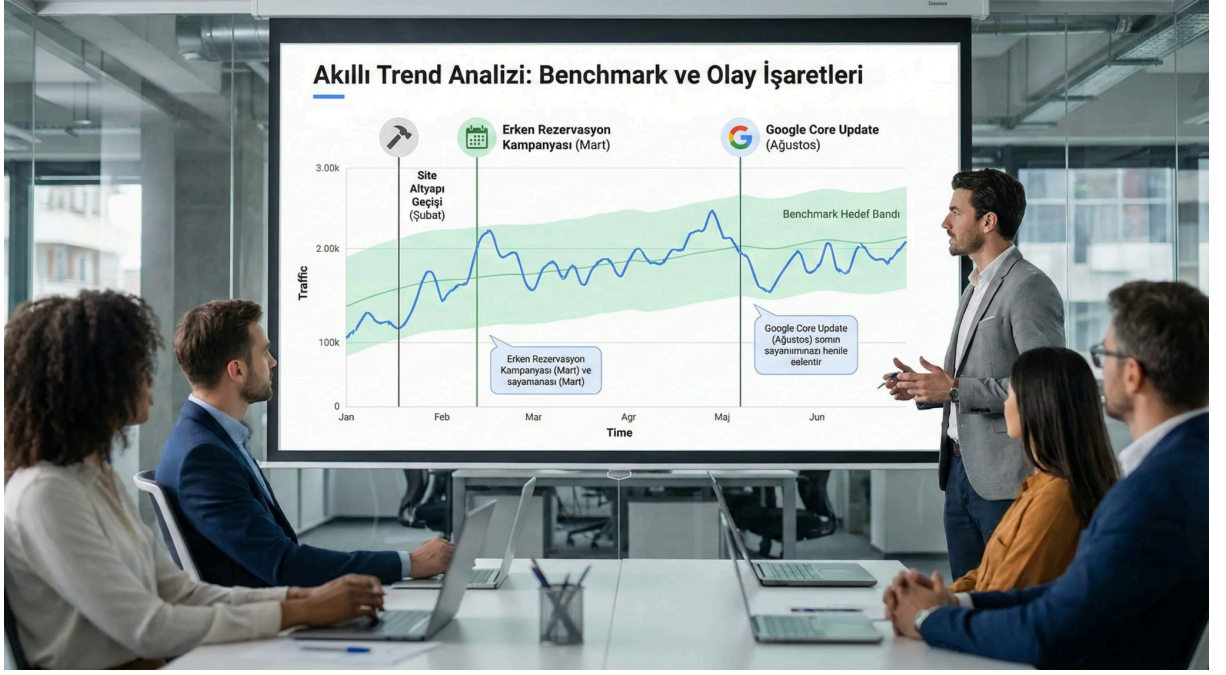 Akıllı Trend Analizi: Benchmark ve Olay İşaretleri
Erken Rezervasyon
Kampanyası (Mart)
Google Core Update
(Ağustos)
Site
Altyapı
Geçişi
(Şubat)
3.00k
2.00k
100k
0
Traffic
Benchmark Hedef Bandı
Erken Rezervasyon
Kampanyası (Mart) ve
sayamanası (Mart)
Google Core Update
(Ağustos) somın
sayanıımınazı henile
eelentir
Jan
Feb
Mar
Agr
Maj
Jun
Time